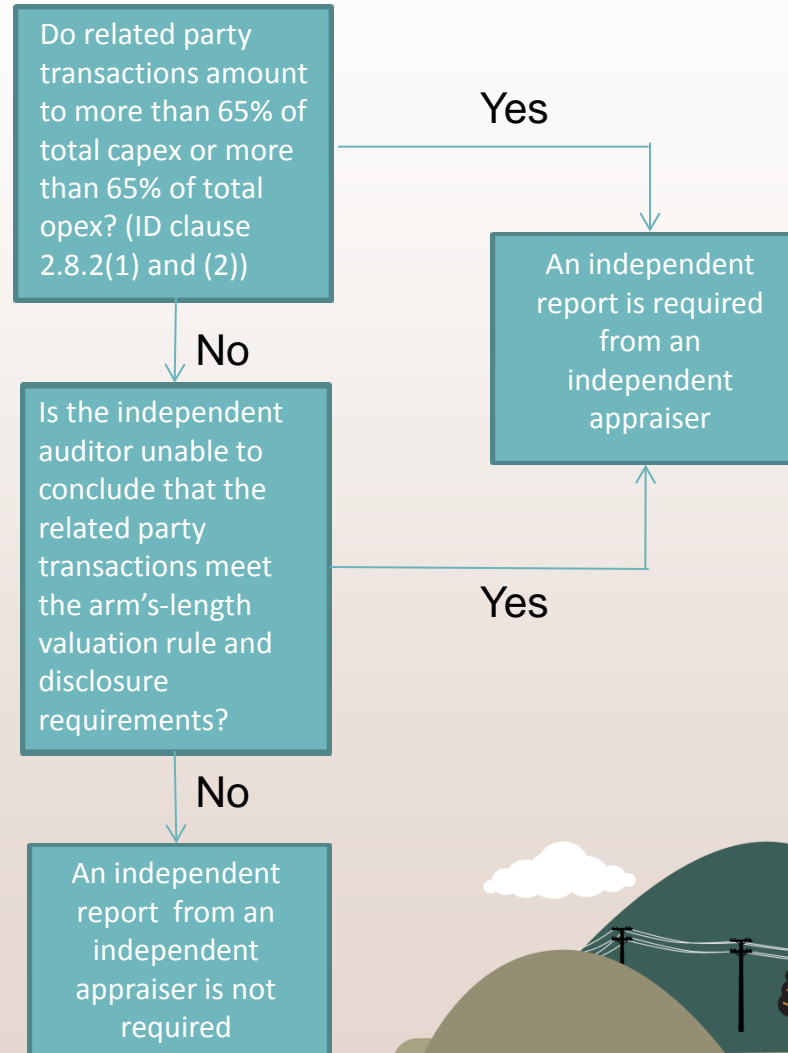 Do related party
transactions amount
to more than 65% of
total capex or more
than 65% of total
opex? (ID clause
2.8.2(1) and (2))
Yes
An independent
report is required
from an
independent
appraiser
No
Is the independent
auditor unable to
conclude that the
related party
transactions meet
the arm’s-length
valuation rule and
disclosure
requirements?
Yes
No
An independent
report  from an
independent
appraiser is not
required